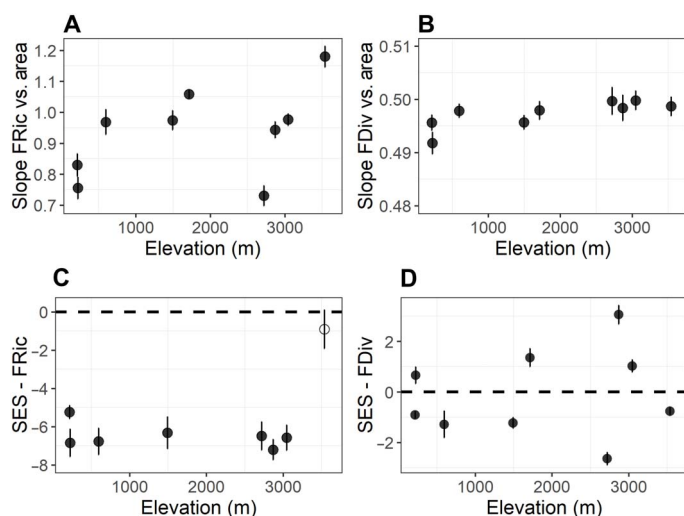 A
Slope FRic vs. area
1.2
1.1
1.0
0.9
0.8
0.7
1000 2000 3000
Elevation (m)
B
Slope FDiv vs. area
0.51
0.50
0.49
0.48
1000 2000 3000
Elevation (m)
C
SES - FRic
0
−2
−4
−6
−8
1000 2000 3000
Elevation (m)
D
SES - FDiv
2
0
−2
1000 2000 3000
Elevation (m)